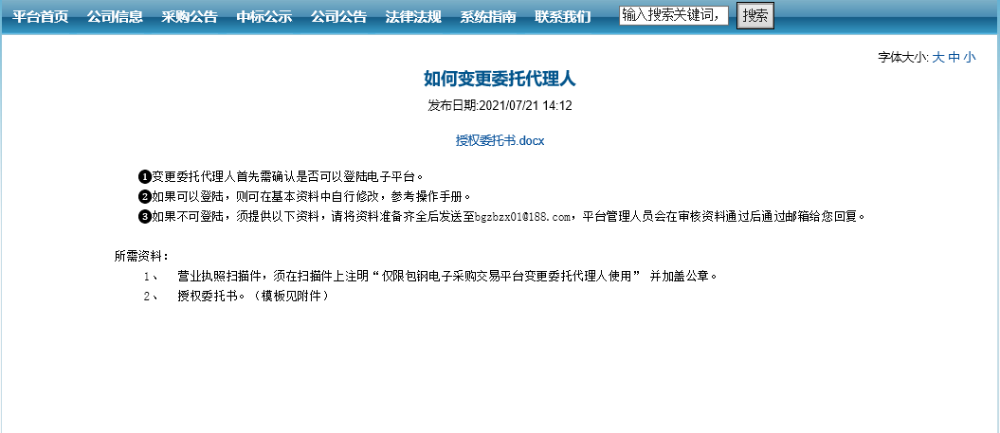 平台首页 公司信息 采购公告 中标公示 公司公告 法律法规 系统指南 联系我们 输入搜索关键词， 搜索
字体大小: 大 中 小
如何变更委托代理人
发布日期:2021/07/21 14:12
授权委托书.docx
❶变更委托代理人首先需确认是否可以登陆电子平台。
❷如果可以登陆，则可在基本资料中自行修改，参考操作手册。
❸如果不可登陆，须提供以下资料，请将资料准备齐全后发送至bgzbzx01@188.com，平台管理人员会在审核资料通过后通过邮箱给您回复。
所需资料：
1、 营业执照扫描件，须在扫描件上注明“仅限包钢电子采购交易平台变更委托代理人使用” 并加盖公章。
2、 授权委托书。（模板见附件）